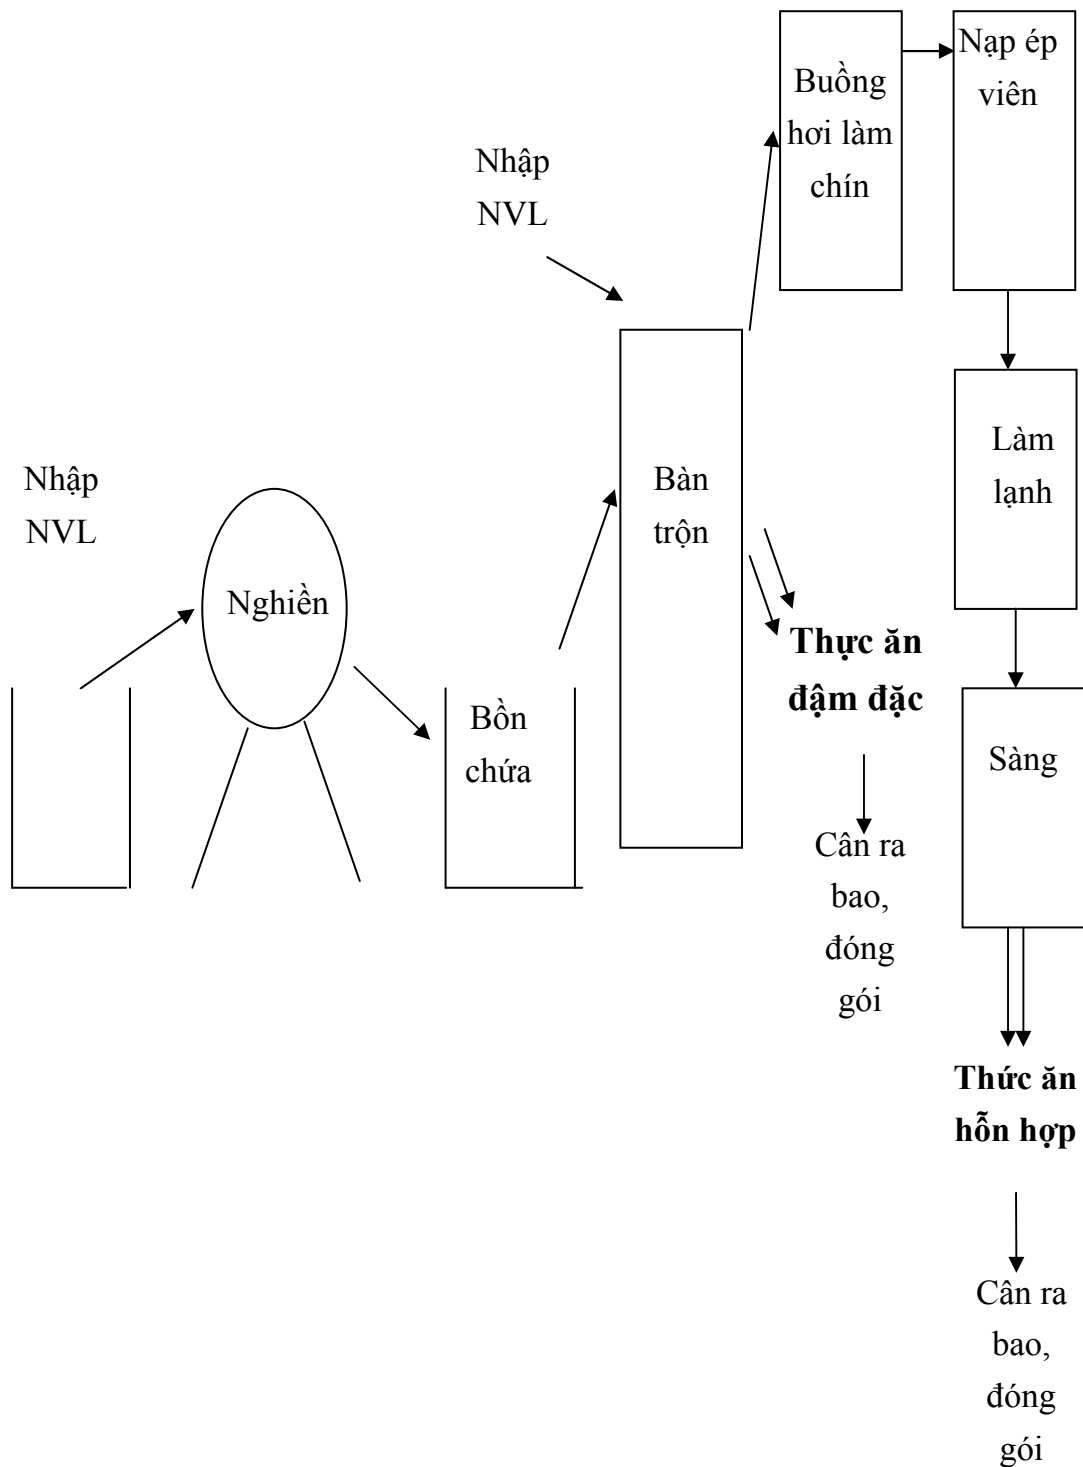 Nhập
NVL
Nghiền
Bồn
chứa
Nhập
NVL
Bàn
trộn
Buồng
hơi làm
chín
Nạp ép
viên
Làm
lạnh
Sàng
Thực ăn
đậm đặc
Cân ra
bao,
đóng
gói
Thức ăn
hỗn hợp
Cân ra
bao,
đóng
gói